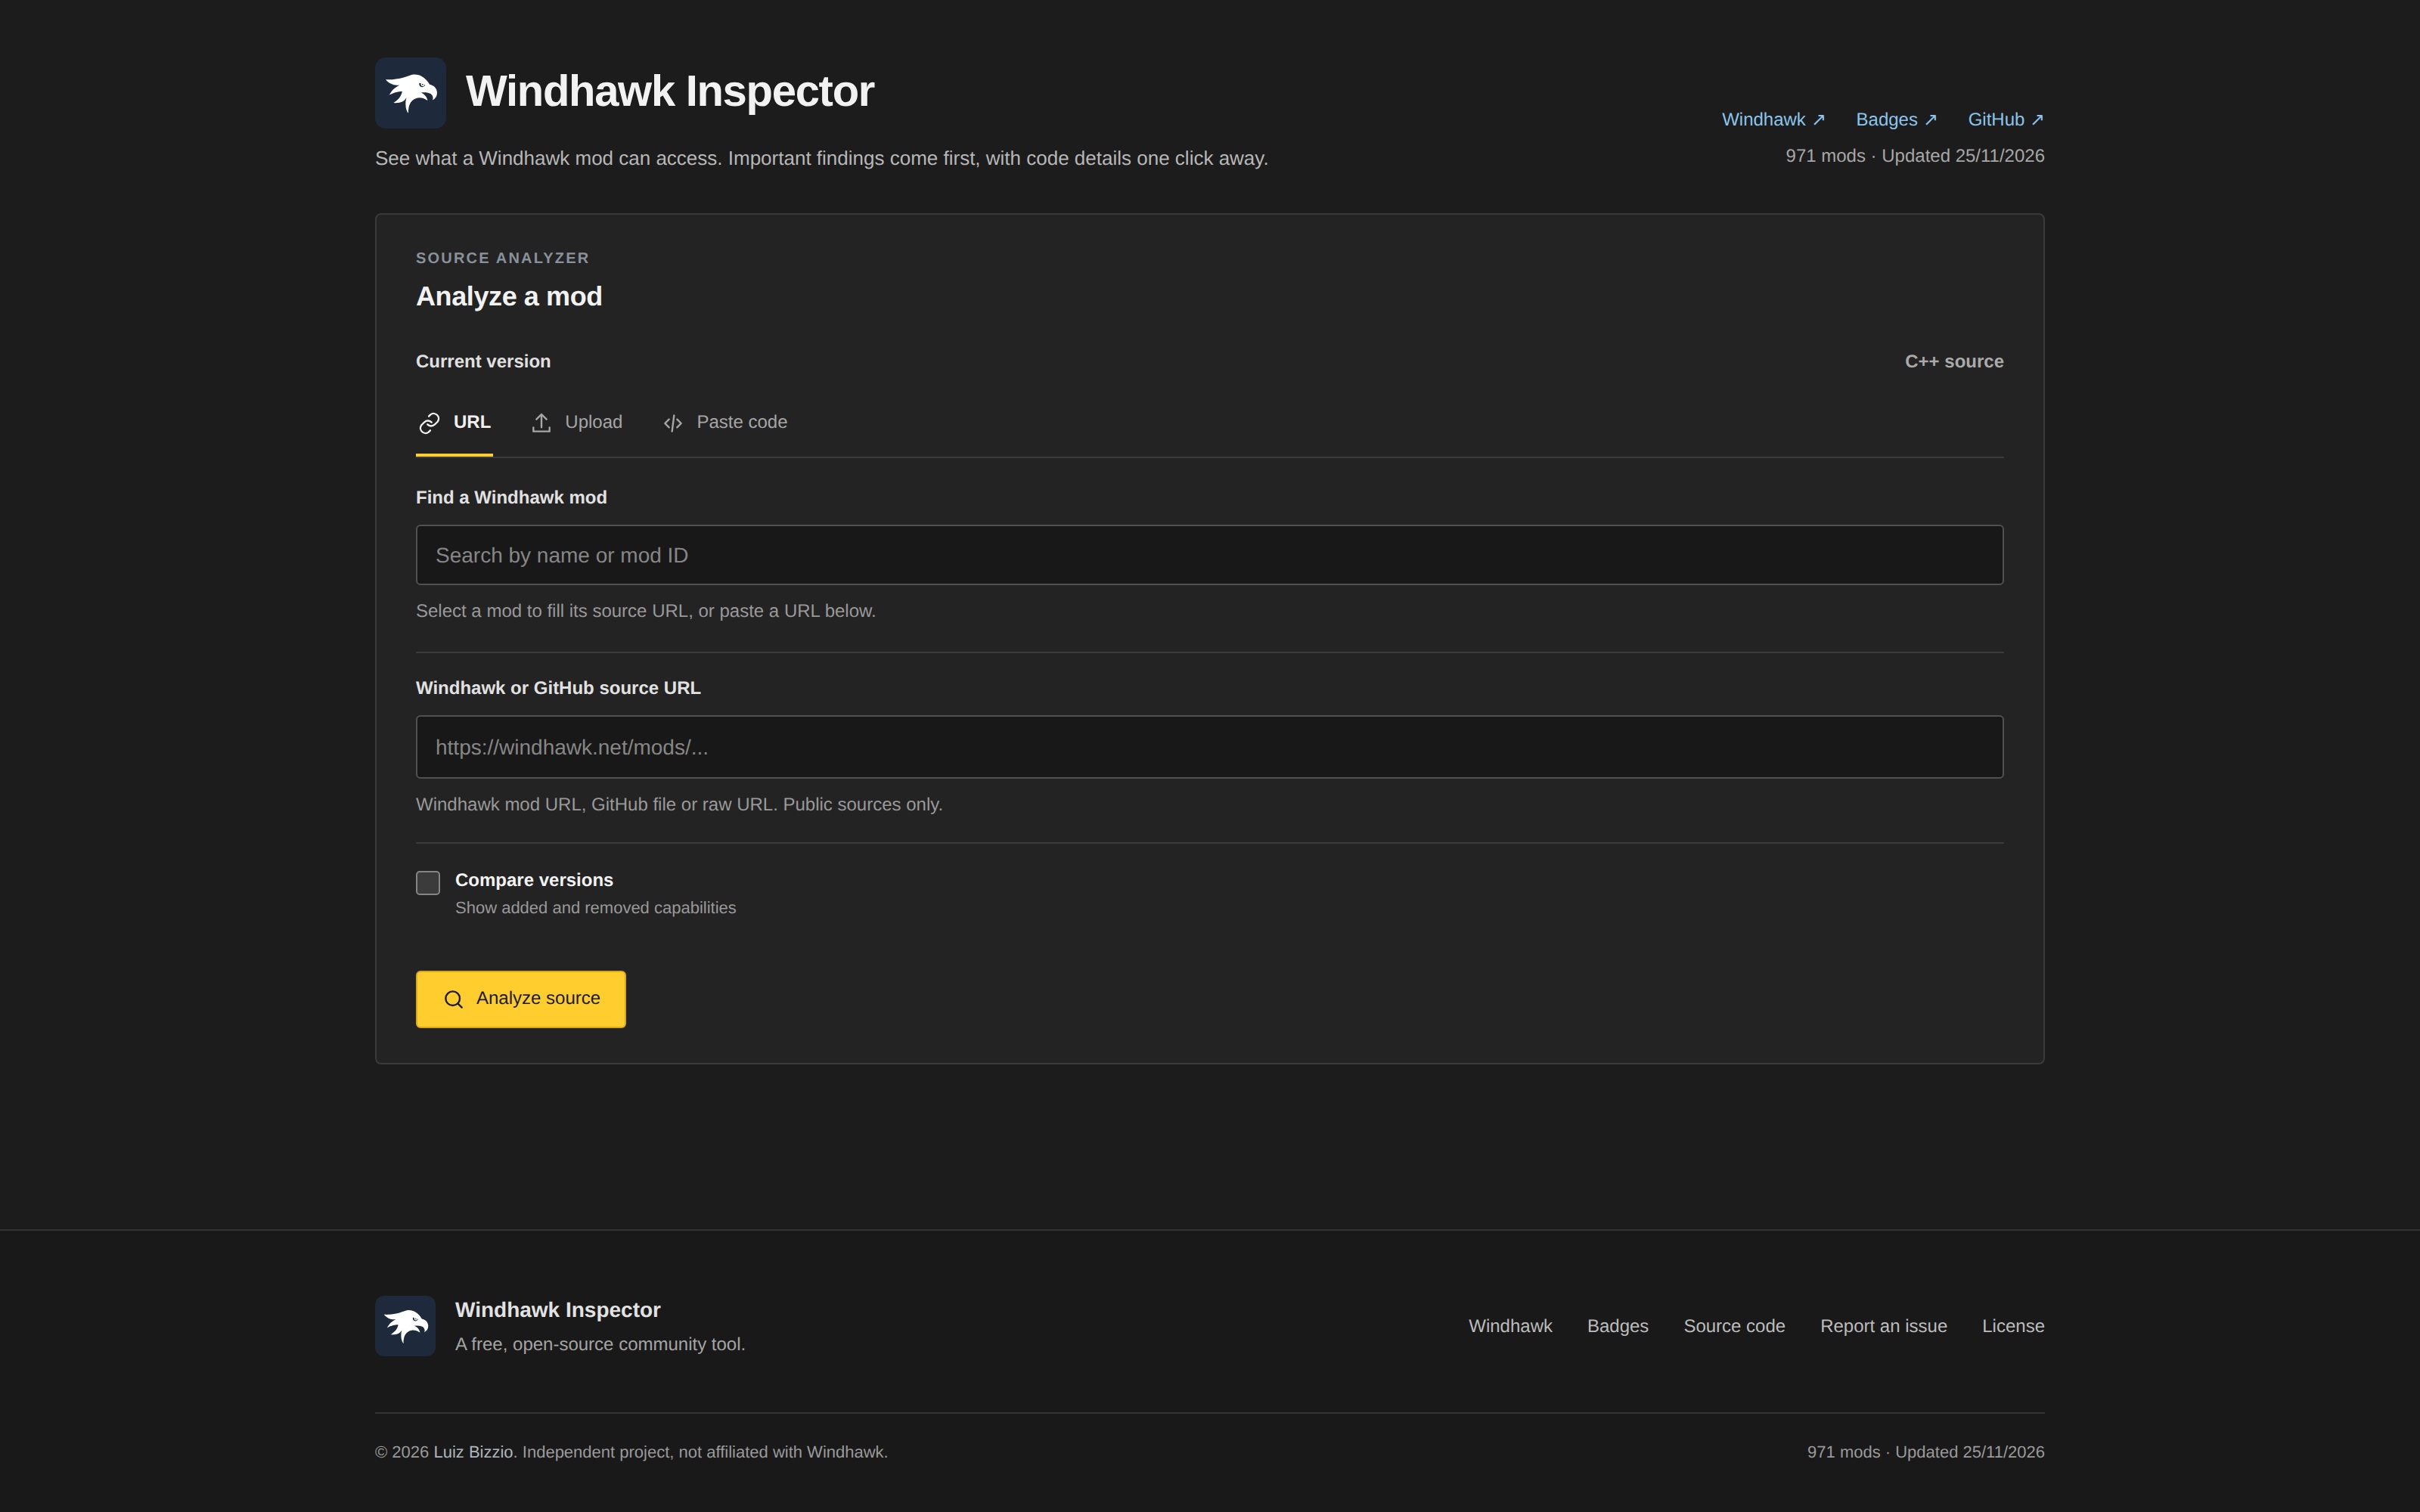 Windhawk Inspector
See what a Windhawk mod can access. Important findings come first, with code details one click away.
Windhawk ↗ Badges ↗ GitHub ↗
971 mods · Updated 25/11/2026
SOURCE ANALYZER
Analyze a mod
Current version
C++ source
URL Upload Paste code
Find a Windhawk mod
Search by name or mod ID
Select a mod to fill its source URL, or paste a URL below.
Windhawk or GitHub source URL
https://windhawk.net/mods/...
Windhawk mod URL, GitHub file or raw URL. Public sources only.
Compare versions
Show added and removed capabilities
Analyze source
Windhawk Inspector
A free, open-source community tool.
Windhawk Badges Source code Report an issue License
© 2026 Luiz Bizzio. Independent project, not affiliated with Windhawk.
971 mods · Updated 25/11/2026